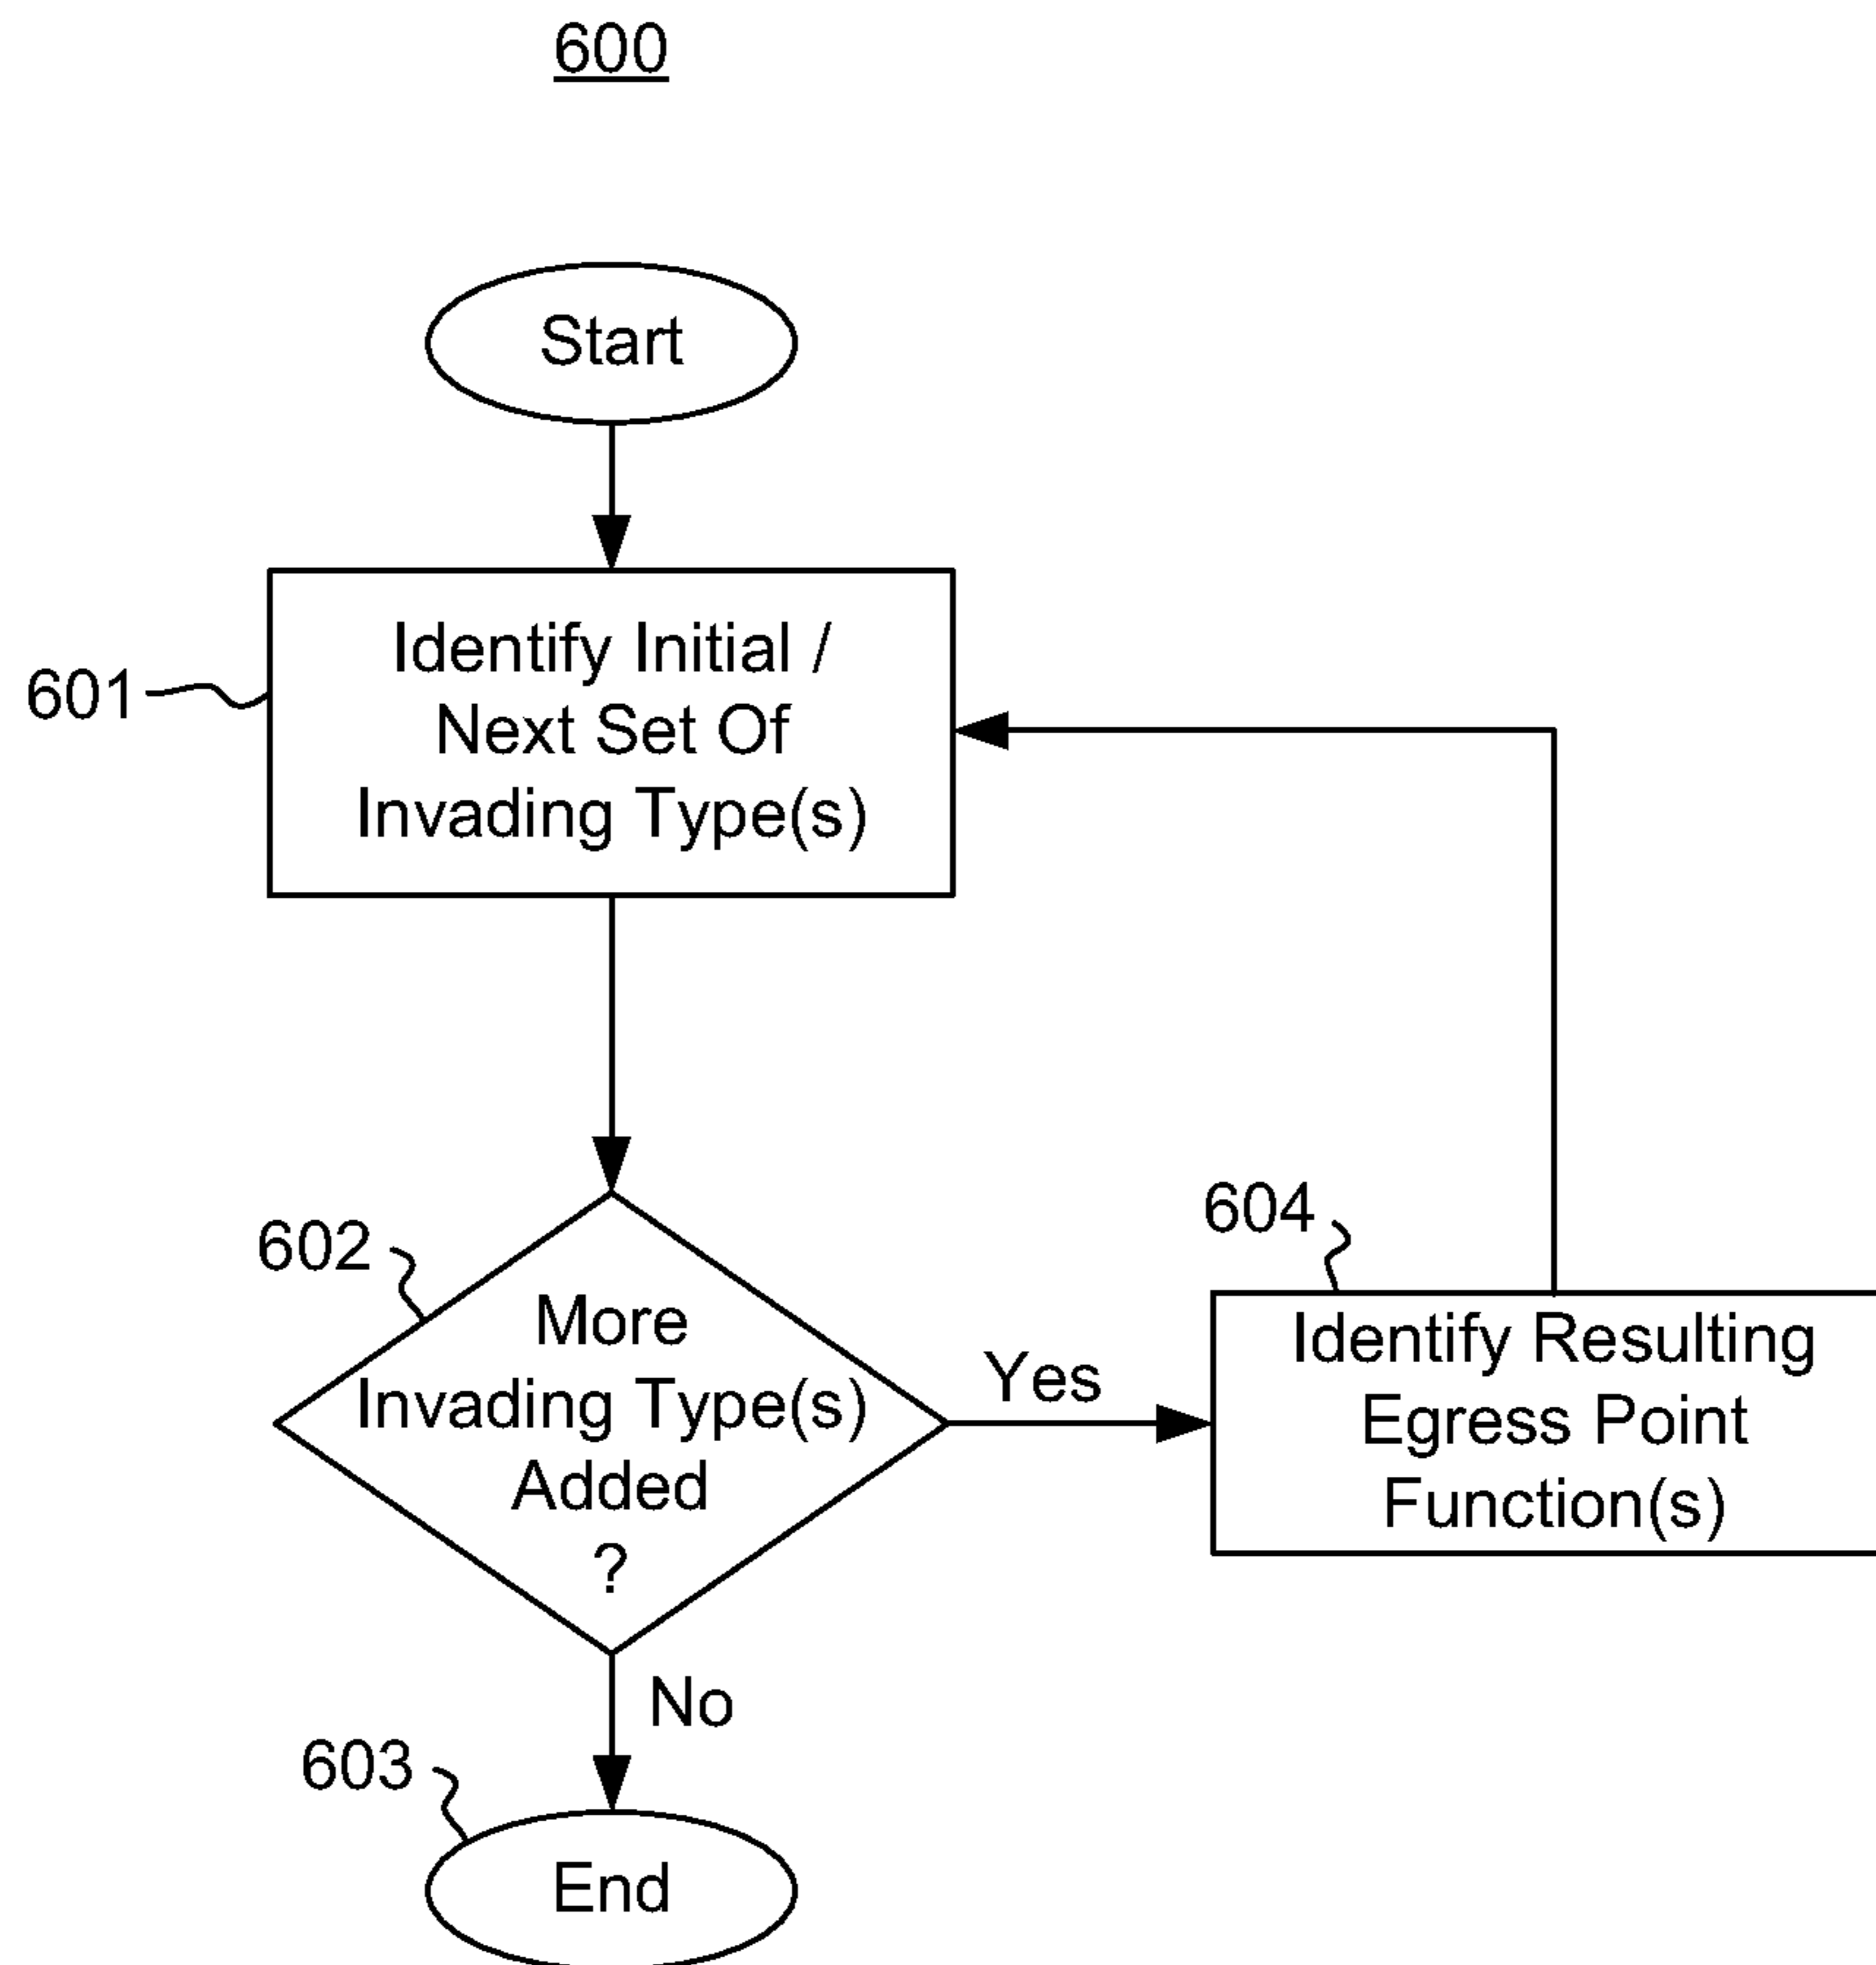 600
Start
601
Identify Initial /
Next Set Of
Invading Type(s)
602
More
Invading Type(s)
Added
?
Yes
604
Identify Resulting
Egress Point
Function(s)
No
603
End